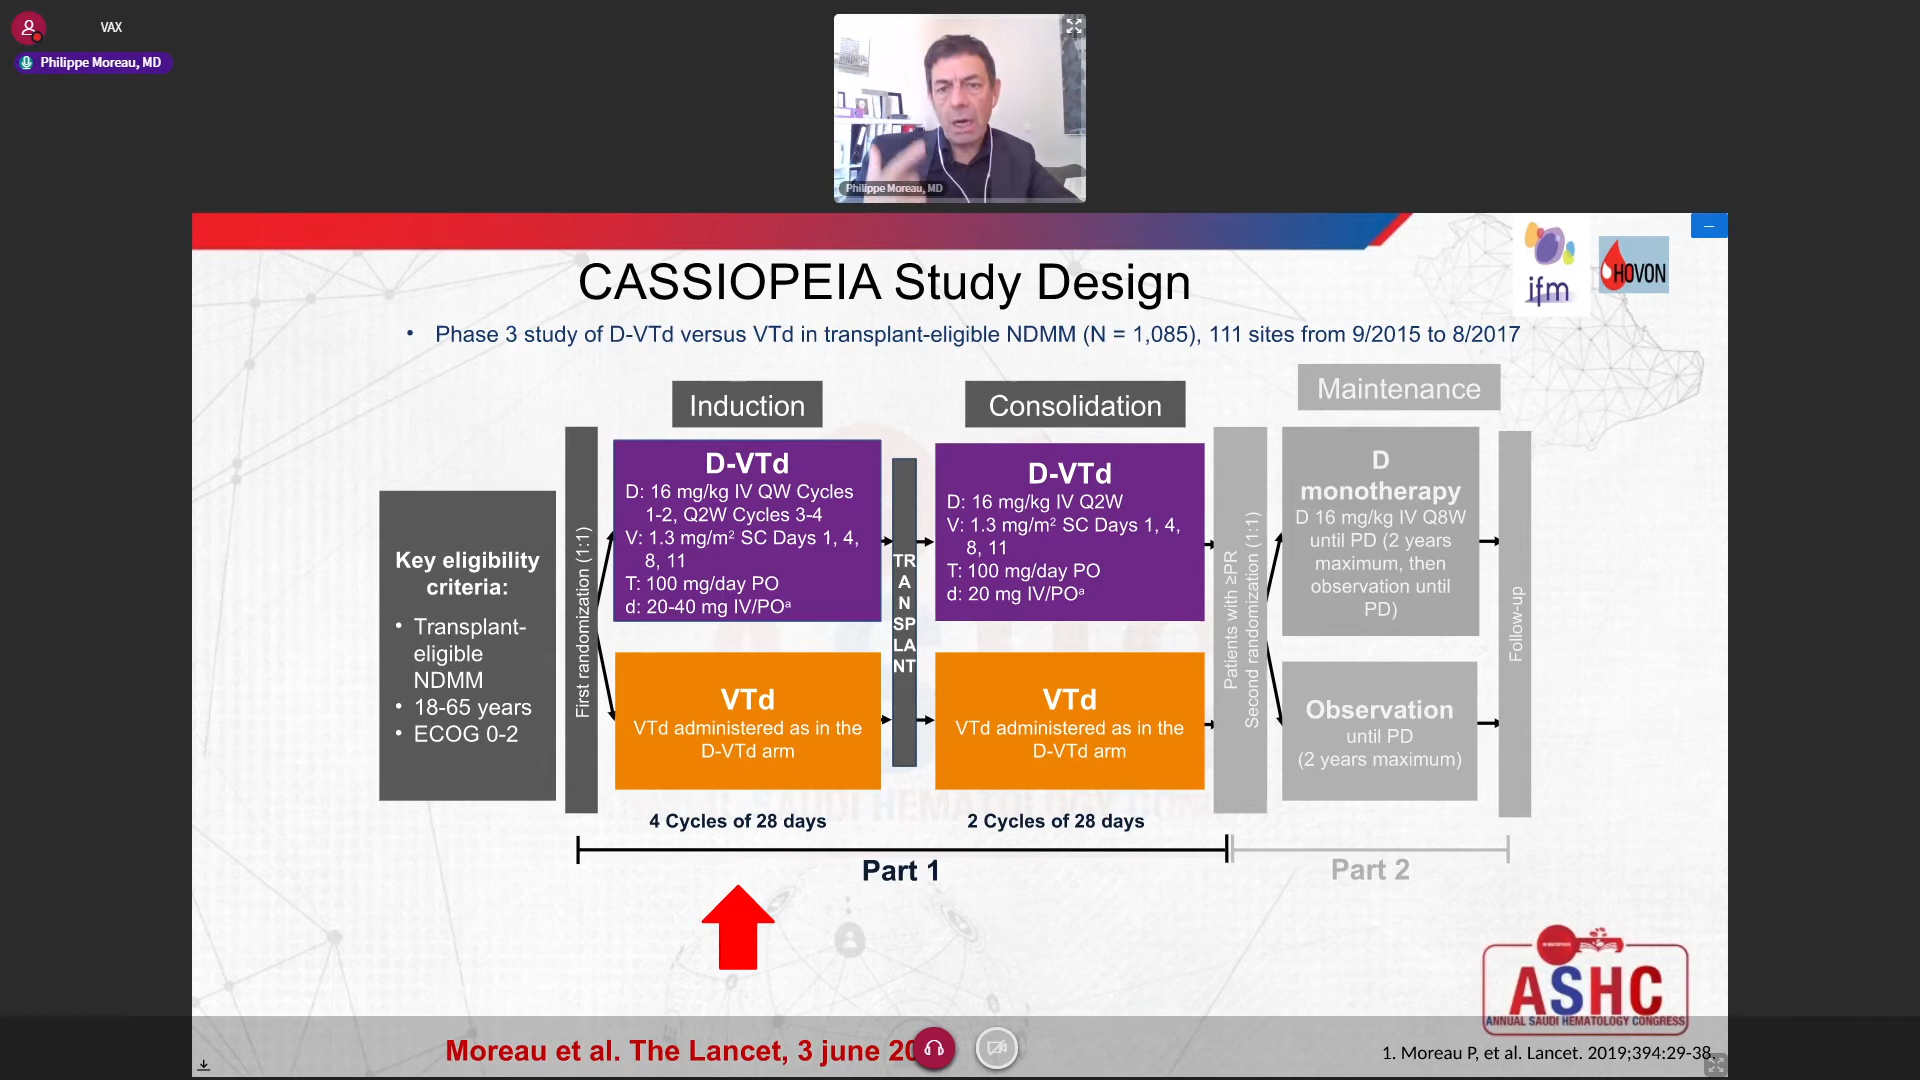 VAX
Philippe Moreau, MD
Philippe Moreau, MD
ifm
HOVON
CASSIOPEIA Study Design
• Phase 3 study of D-VTd versus VTd in transplant-eligible NDMM (N = 1,085), 111 sites from 9/2015 to 8/2017
Induction
Consolidation
Maintenance
Key eligibility
criteria:
• Transplant-
eligible
NDMM
• 18-65 years
• ECOG 0-2
First randomization (1:1)
D-VTd
D: 16 mg/kg IV QW Cycles
1-2, Q2W Cycles 3-4
V: 1.3 mg/m² SC Days 1, 4,
8, 11
T: 100 mg/day PO
d: 20-40 mg IV/POᵃ
VTd
VTd administered as in the
D-VTd arm
TR
A
N
SP
LA
NT
D-VTd
D: 16 mg/kg IV Q2W
V: 1.3 mg/m² SC Days 1, 4,
8, 11
T: 100 mg/day PO
d: 20 mg IV/POᵃ
VTd
VTd administered as in the
D-VTd arm
Patients with ≥PR
Second randomization (1:1)
D
monotherapy
D 16 mg/kg IV Q8W
until PD (2 years
maximum, then
observation until
PD)
Observation
until PD
(2 years maximum)
Follow-up
4 Cycles of 28 days
2 Cycles of 28 days
Part 1
Part 2
ASHC
ANNUAL SAUDI HEMATOLOGY CONGRESS
Moreau et al. The Lancet, 3 june
1. Moreau P, et al. Lancet. 2019;394:29-38.